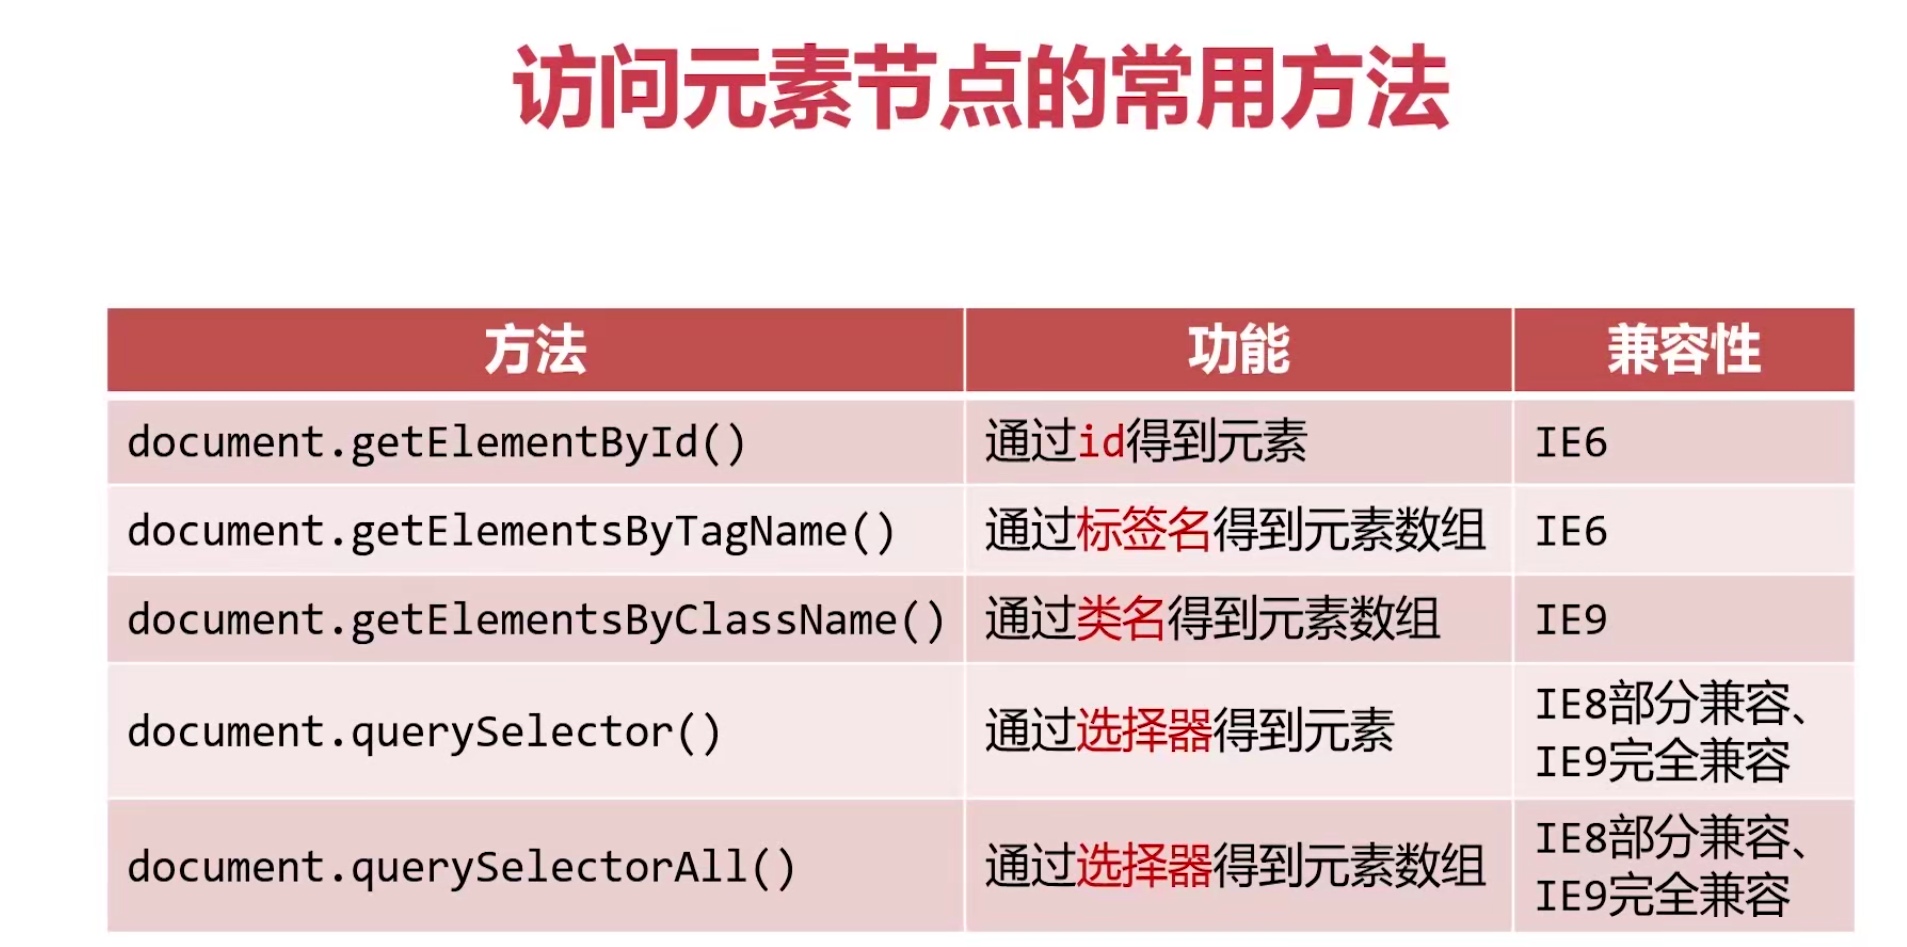 访问元素节点的常用方法
方法 功能 兼容性
document.getElementById() 通过id得到元素 IE6
document.getElementsByTagName() 通过标签名得到元素数组 IE6
document.getElementsByClassName() 通过类名得到元素数组 IE9
document.querySelector() 通过选择器得到元素 IE8部分兼容、
IE9完全兼容
document.querySelectorAll() 通过选择器得到元素数组 IE8部分兼容、
IE9完全兼容